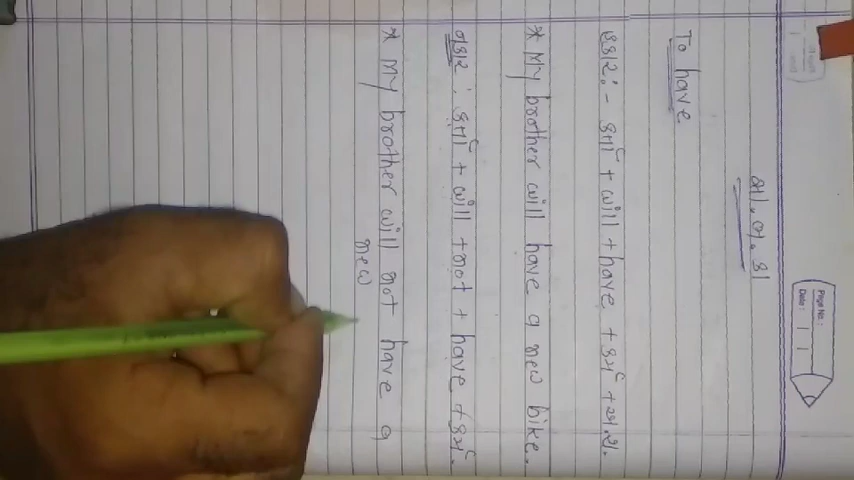 Page No.:
Date:
સા.ભ.કા
To have
હકાર :- કર્તા + will + have + કર્મ +
* My brother will have a new bike.
નકાર : કર્તા + will + not + have + કર્મ.
* My brother will not have a
new